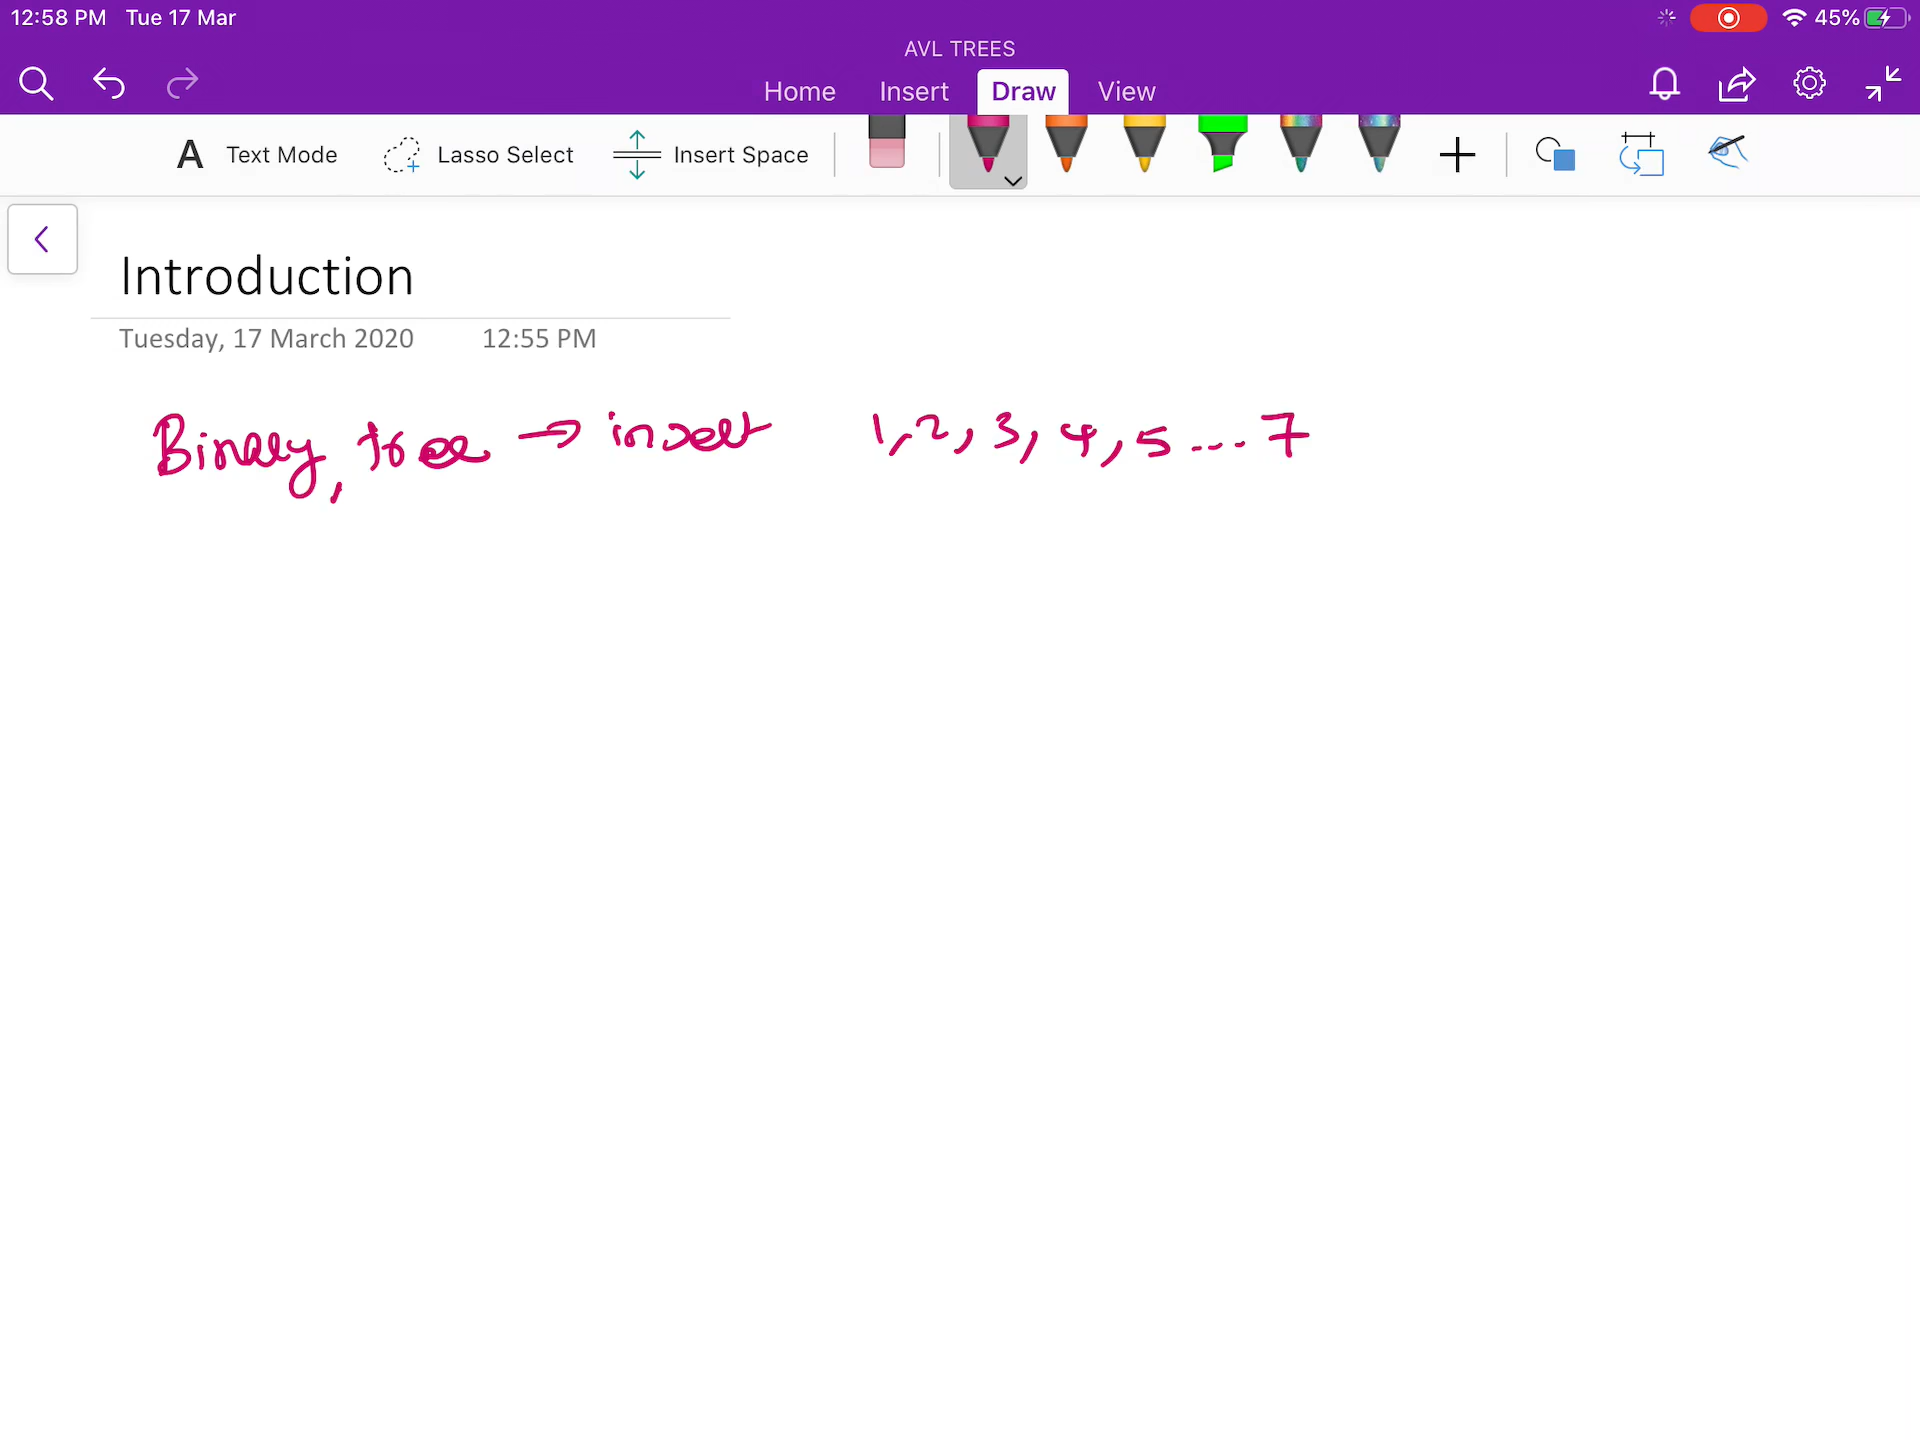 12:58 PM Tue 17 Mar 45%
AVL TREES
Home Insert Draw View
A Text Mode Lasso Select Insert Space
Introduction
Tuesday, 17 March 2020 12:55 PM
Binary tree → insert 1, 2, 3, 4, 5 ... 7